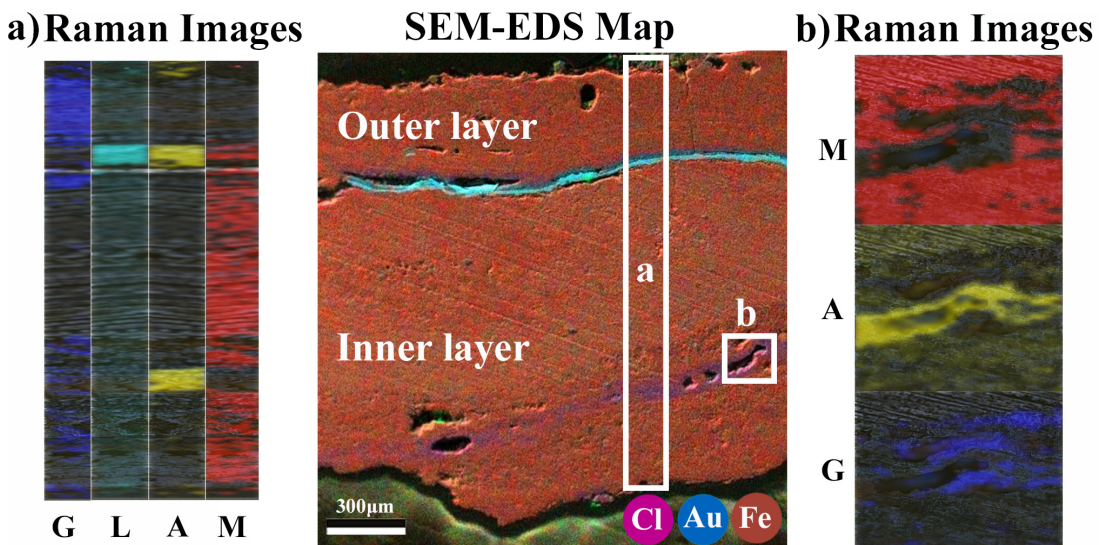 a) Raman Images
SEM-EDS Map
b) Raman Images
Outer layer
a
b
Inner layer
300μm
Cl Au Fe
G L A M
M
A
G